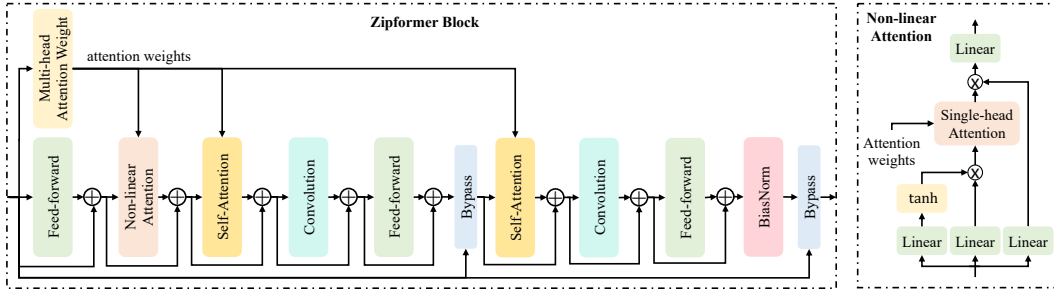 Zipformer Block
Multi-head
Attention Weight
attention weights
Feed-forward
Non-linear
Attention
Self-Attention
Convolution
Feed-forward
Bypass
Self-Attention
Convolution
Feed-forward
BiasNorm
Bypass
Non-linear
Attention
Linear
X
Single-head
Attention
Attention
weights
X
tanh
Linear
Linear
Linear